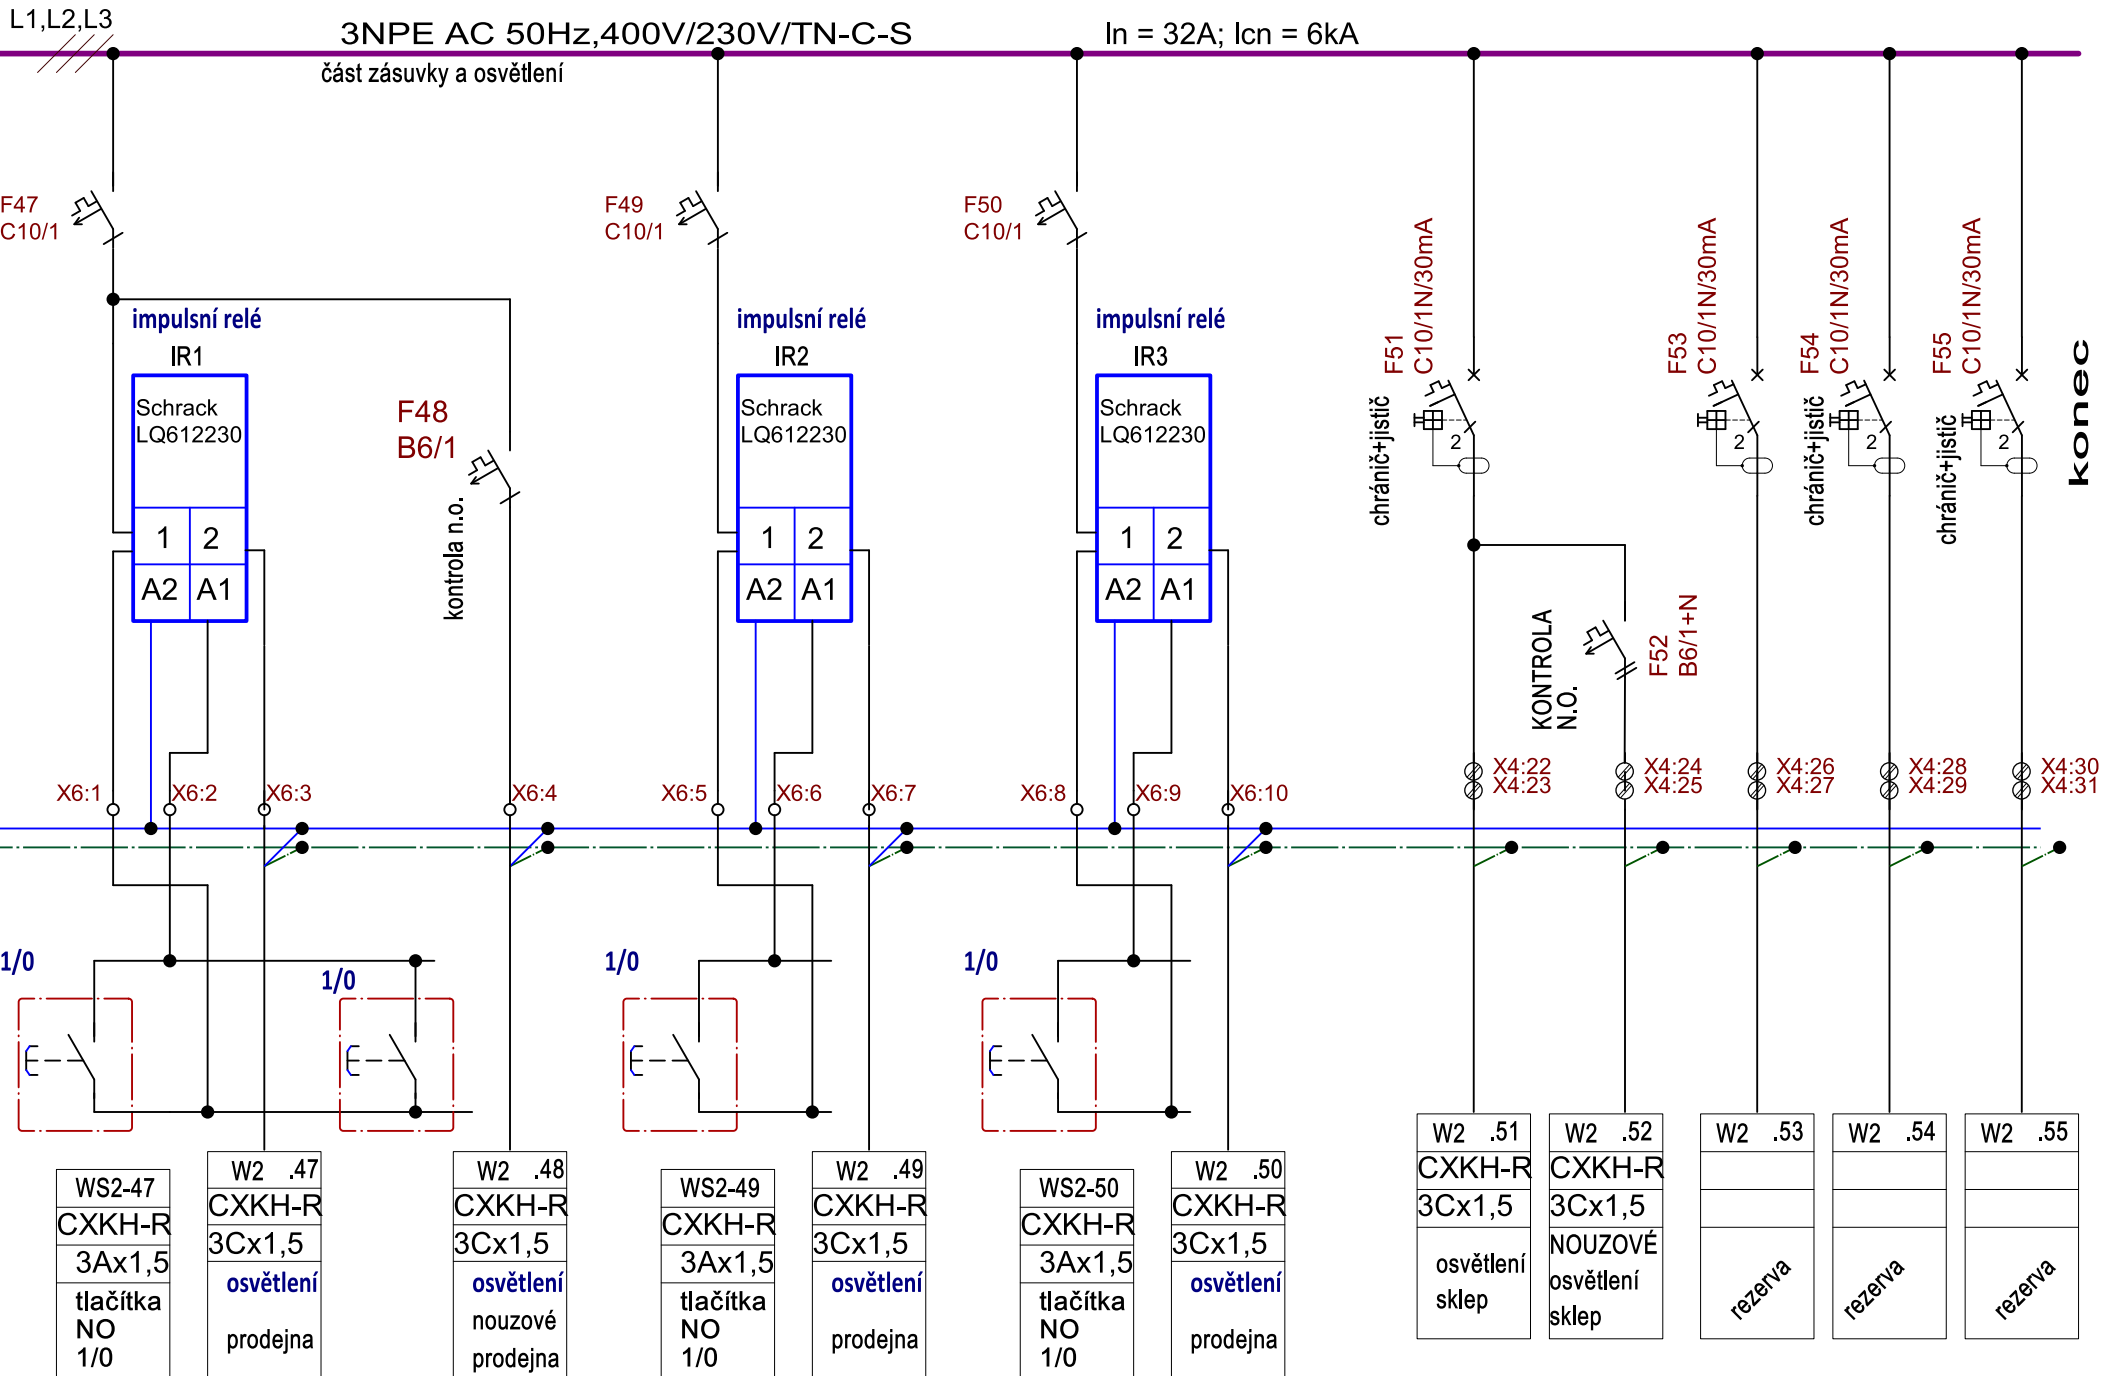 L1,L2,L3
3NPE AC 50Hz,400V/230V/TN-C-S
In = 32A; Icn = 6kA
část zásuvky a osvětlení
F47
C10/1
F49
C10/1
F50
C10/1
F51
C10/1N/30mA
F53
C10/1N/30mA
F54
C10/1N/30mA
F55
C10/1N/30mA
konec
impulsní relé
IR1
Schrack
LQ612230
1 2
A2 A1
F48
B6/1
kontrola n.o.
impulsní relé
IR2
Schrack
LQ612230
1 2
A2 A1
impulsní relé
IR3
Schrack
LQ612230
1 2
A2 A1
chránič+jistič
2
2
chránič+jistič
2
chránič+jistič
2
KONTROLA
N.O.
F52
B6/1+N
X6:1
X6:2
X6:3
X6:4
X6:5
X6:6
X6:7
X6:8
X6:9
X6:10
X4:22
X4:23
X4:24
X4:25
X4:26
X4:27
X4:28
X4:29
X4:30
X4:31
1/0
1/0
1/0
1/0
WS2-47
CXKH-R
3Ax1,5
tlačítka
NO
1/0
W2 .47
CXKH-R
3Cx1,5
osvětlení
prodejna
W2 .48
CXKH-R
3Cx1,5
osvětlení
nouzové
prodejna
WS2-49
CXKH-R
3Ax1,5
tlačítka
NO
1/0
W2 .49
CXKH-R
3Cx1,5
osvětlení
prodejna
WS2-50
CXKH-R
3Ax1,5
tlačítka
NO
1/0
W2 .50
CXKH-R
3Cx1,5
osvětlení
prodejna
W2 .51
CXKH-R
3Cx1,5
osvětlení
sklep
W2 .52
CXKH-R
3Cx1,5
NOUZOVÉ
osvětlení
sklep
W2 .53
rezerva
W2 .54
rezerva
W2 .55
rezerva